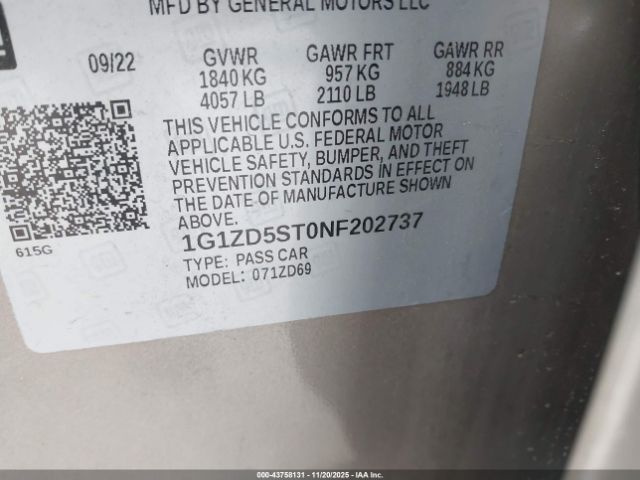 MFD BY GENERAL MOTORS LLC
09/22 GVWR GAWR FRT GAWR RR
1840 KG 957 KG 884 KG
4057 LB 2110 LB 1948 LB
THIS VEHICLE CONFORMS TO ALL
APPLICABLE U.S. FEDERAL MOTOR
VEHICLE SAFETY, BUMPER, AND THEFT
PREVENTION STANDARDS IN EFFECT ON
THE DATE OF MANUFACTURE SHOWN
ABOVE.
615G
1G1ZD5ST0NF202737
TYPE: PASS CAR
MODEL: 071ZD69
000-43758131 - 11/20/2025 - IAA Inc.